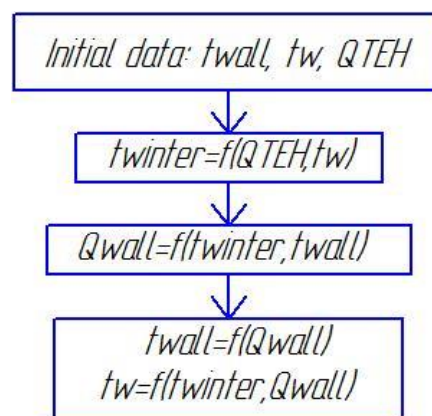 Initial data: twall, tw, QTEH
twinter=f(QTEH,tw)
Qwall=f(twinter,twall)
twall=f(Qwall)
tw=f(twinter,Qwall)